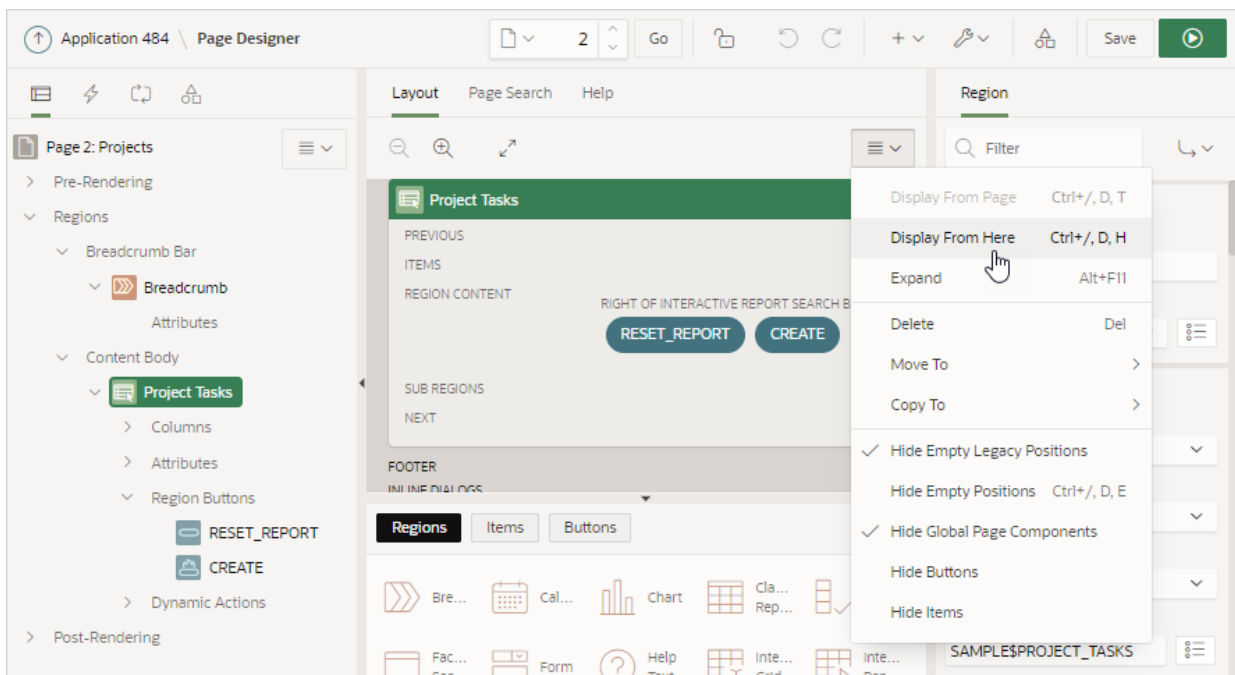 Application 484 \ Page Designer
2
Go
Save
Layout
Page Search
Help
Region
Page 2: Projects
Filter
Pre-Rendering
Regions
Breadcrumb Bar
Breadcrumb
Attributes
Content Body
Project Tasks
Columns
Attributes
Region Buttons
RESET_REPORT
CREATE
Dynamic Actions
Post-Rendering
Project Tasks
PREVIOUS
ITEMS
REGION CONTENT
RIGHT OF INTERACTIVE REPORT SEARCH B
RESET_REPORT
CREATE
SUB REGIONS
NEXT
FOOTER
INLINE DIALOGS
Regions
Items
Buttons
Bre...
Cal...
Chart
Cla...
Rep...
Fac...
Form
Help
Text
Inte...
Grid
Inte...
Display From Page Ctrl+/, D, T
Display From Here Ctrl+/, D, H
Expand Alt+F11
Delete Del
Move To
Copy To
Hide Empty Legacy Positions
Hide Empty Positions Ctrl+/, D, E
Hide Global Page Components
Hide Buttons
Hide Items
SAMPLE$PROJECT_TASKS